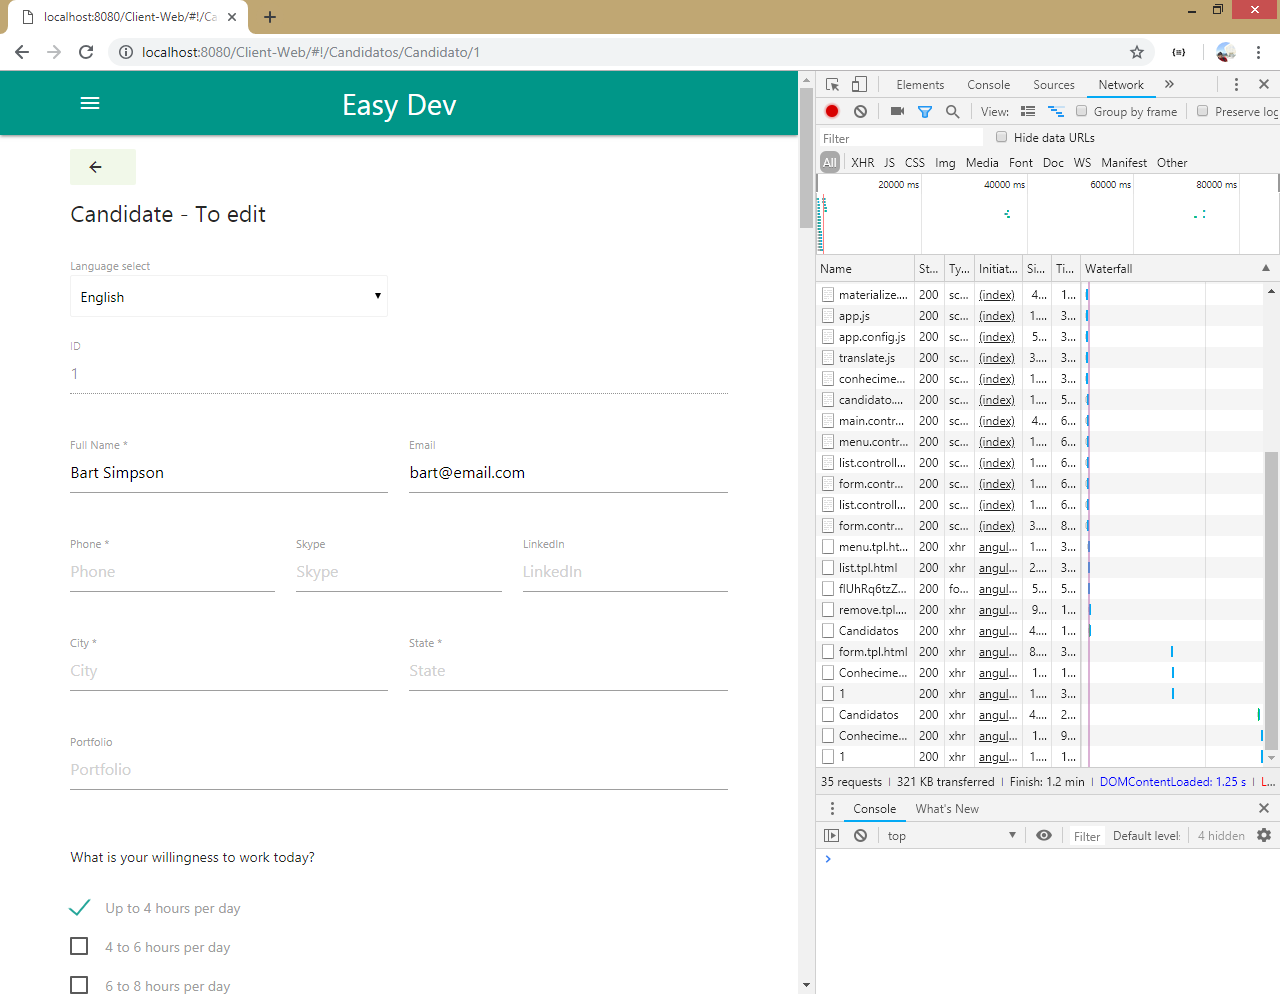 localhost:8080/Client-Web/#!/Ca
localhost:8080/Client-Web/#!/Candidatos/Candidato/1
Easy Dev
Candidate - To edit
Language select
English
ID
1
Full Name *
Email
Bart Simpson
bart@email.com
Phone *
Skype
LinkedIn
Phone
Skype
LinkedIn
City *
State *
City
State
Portfolio
Portfolio
What is your willingness to work today?
Up to 4 hours per day
4 to 6 hours per day
6 to 8 hours per day
Elements Console Sources Network
View: Group by frame Preserve log
Filter Hide data URLs
All XHR JS CSS Img Media Font Doc WS Manifest Other
20000 ms 40000 ms 60000 ms 80000 ms
Name St... Ty... Initiat... Si... Ti... Waterfall
materialize.... 200 sc... (index) 4... 1...
app.js 200 sc... (index) 1.... 3...
app.config.js 200 sc... (index) 5... 3...
translate.js 200 sc... (index) 3.... 3...
conhecime... 200 sc... (index) 1.... 3...
candidato.... 200 sc... (index) 1.... 5...
main.contr... 200 sc... (index) 4... 6...
menu.contr... 200 sc... (index) 1.... 6...
list.controll... 200 sc... (index) 1.... 6...
form.contr... 200 sc... (index) 1.... 6...
list.controll... 200 sc... (index) 1.... 6...
form.contr... 200 sc... (index) 3.... 8...
menu.tpl.ht... 200 xhr angul... 1.... 3...
list.tpl.html 200 xhr angul... 2.... 3...
flUhRq6tzZ... 200 fo... angul... 5... 5...
remove.tpl.... 200 xhr angul... 9... 1...
Candidatos 200 xhr angul... 4.... 1...
form.tpl.html 200 xhr angul... 8.... 3...
Conhecime... 200 xhr angul... 1... 1...
1 200 xhr angul... 1.... 3...
Candidatos 200 xhr angul... 4.... 2...
Conhecime... 200 xhr angul... 1... 9...
1 200 xhr angul... 1.... 1...
35 requests | 321 KB transferred | Finish: 1.2 min | DOMContentLoaded: 1.25 s | L...
Console What's New
top Filter Default level: 4 hidden